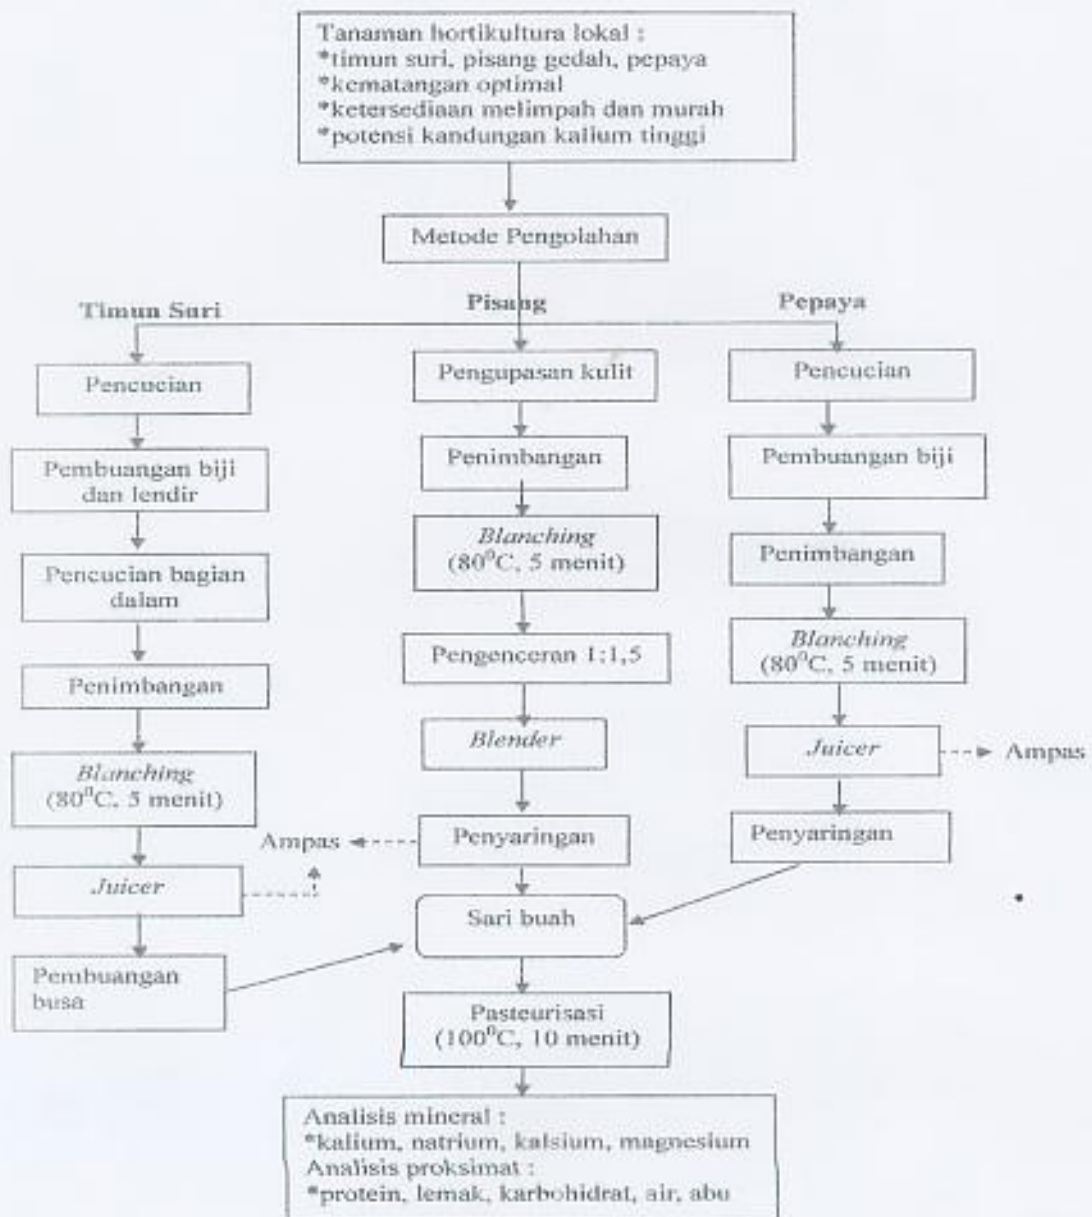 Tanaman hortikultura lokal :
*timun suri, pisang gedah, pepaya
*kematangan optimal
*ketersediaan melimpah dan murah
*potensi kandungan kalium tinggi
Metode Pengolahan
Timun Suri
Pisang
Pepaya
Pencucian
Pembuangan biji
dan lendir
Pencucian bagian
dalam
Penimbangan
Blanching
(80⁰C, 5 menit)
Juicer
Pembuangan
busa
Pengupasan kulit
Penimbangan
Blanching
(80⁰C, 5 menit)
Pengenceran 1:1,5
Blender
Penyaringan
Ampas
Pencucian
Pembuangan biji
Penimbangan
Blanching
(80⁰C, 5 menit)
Juicer
Ampas
Penyaringan
Sari buah
Pasteurisasi
(100⁰C, 10 menit)
Analisis mineral :
*kalium, natrium, kalsium, magnesium
Analisis proksimat :
*protein, lemak, karbohidrat, air, abu